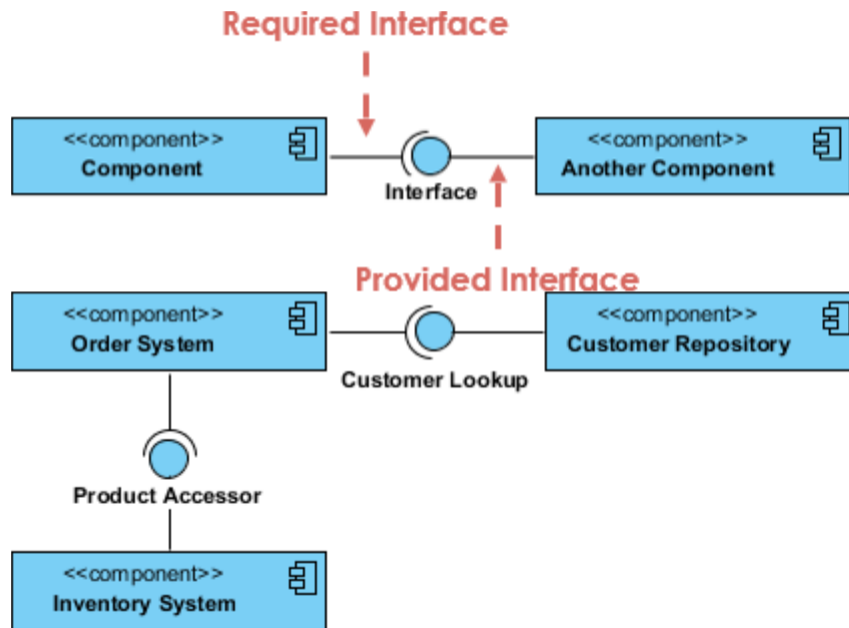 Required Interface
<<component>>
Component
<<component>>
Another Component
Interface
Provided Interface
<<component>>
Order System
<<component>>
Customer Repository
Customer Lookup
Product Accessor
<<component>>
Inventory System